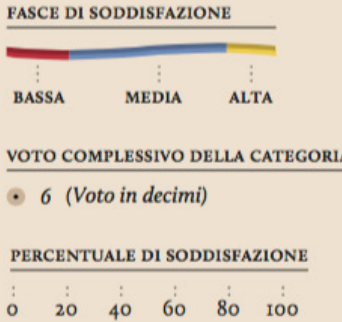 FASCE DI SODDISFAZIONE
BASSA MEDIA ALTA
VOTO COMPLESSIVO DELLA CATEGORIA
6 (Voto in decimi)
PERCENTUALE DI SODDISFAZIONE
0 20 40 60 80 100